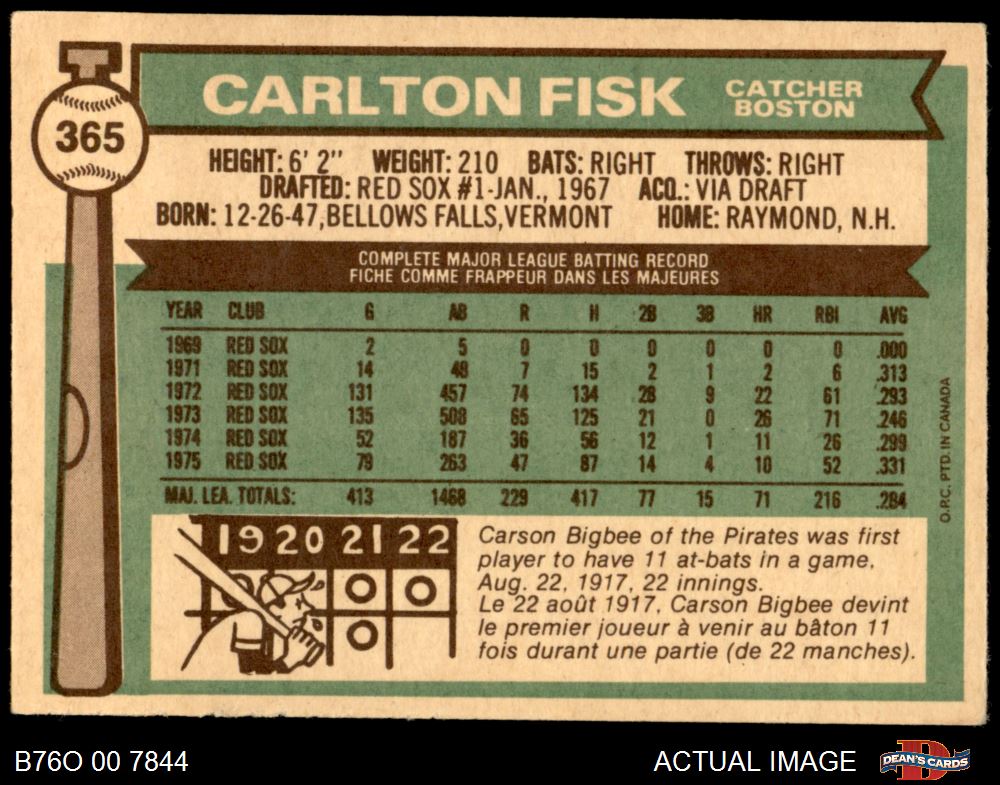 365
CARLTON FISK CATCHER
BOSTON
HEIGHT: 6' 2" WEIGHT: 210 BATS: RIGHT THROWS: RIGHT
DRAFTED: RED SOX #1-JAN., 1967 ACQ.: VIA DRAFT
BORN: 12-26-47, BELLOWS FALLS, VERMONT HOME: RAYMOND, N.H.
COMPLETE MAJOR LEAGUE BATTING RECORD
FICHE COMME FRAPPEUR DANS LES MAJEURES
YEAR CLUB G AB R H 2B 3B HR RBI AVG
1969 RED SOX 2 5 0 0 0 0 0 0 .000
1971 RED SOX 14 48 7 15 2 1 2 6 .313
1972 RED SOX 131 457 74 134 28 9 22 61 .293
1973 RED SOX 135 508 65 125 21 0 26 71 .246
1974 RED SOX 52 187 36 56 12 1 11 26 .299
1975 RED SOX 79 263 47 87 14 4 10 52 .331
MAJ. LEA. TOTALS: 413 1468 229 417 77 15 71 216 .284
O.P.C. PTD. IN CANADA
19 20 21 22
0 0
0
Carson Bigbee of the Pirates was first
player to have 11 at-bats in a game,
Aug. 22, 1917, 22 innings.
Le 22 août 1917, Carson Bigbee devint
le premier joueur à venir au bâton 11
fois durant une partie (de 22 manches).
B76O 00 7844 ACTUAL IMAGE DEAN'S CARDS